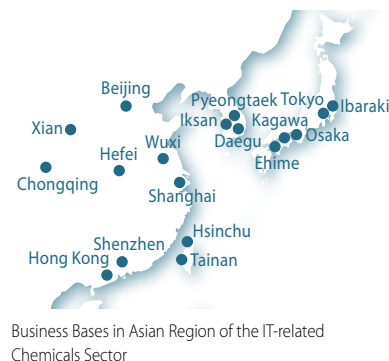 Beijing
Pyeongtaek Tokyo
Ibaraki
Iksan
Kagawa
Xian
Wuxi
Daegu
Osaka
Hefei
Ehime
Chongqing
Shanghai
Hsinchu
Shenzhen
Hong Kong
Tainan
Business Bases in Asian Region of the IT-related
Chemicals Sector